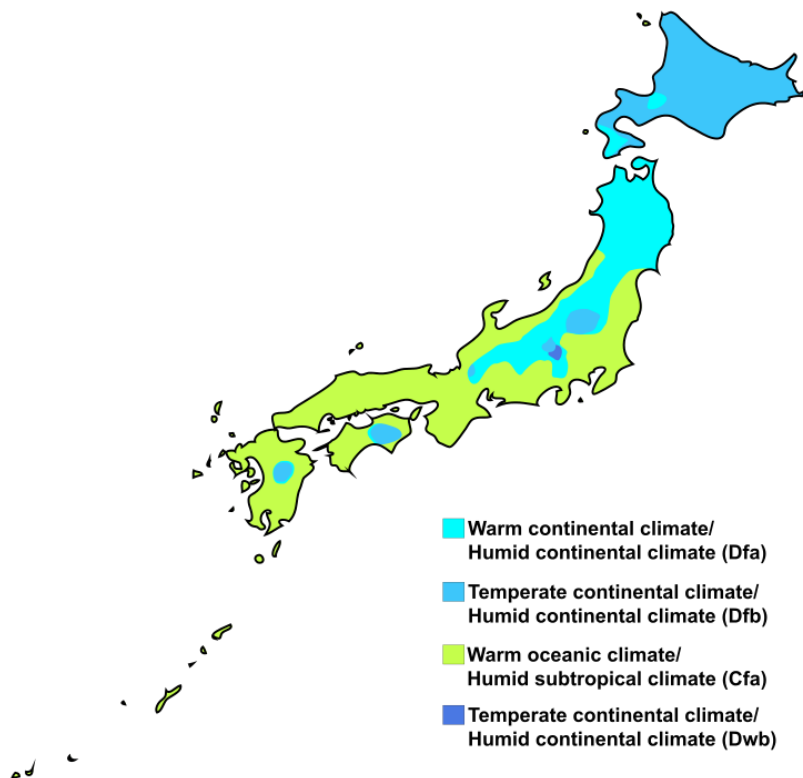 Warm continental climate/
Humid continental climate (Dfa)
Temperate continental climate/
Humid continental climate (Dfb)
Warm oceanic climate/
Humid subtropical climate (Cfa)
Temperate continental climate/
Humid continental climate (Dwb)